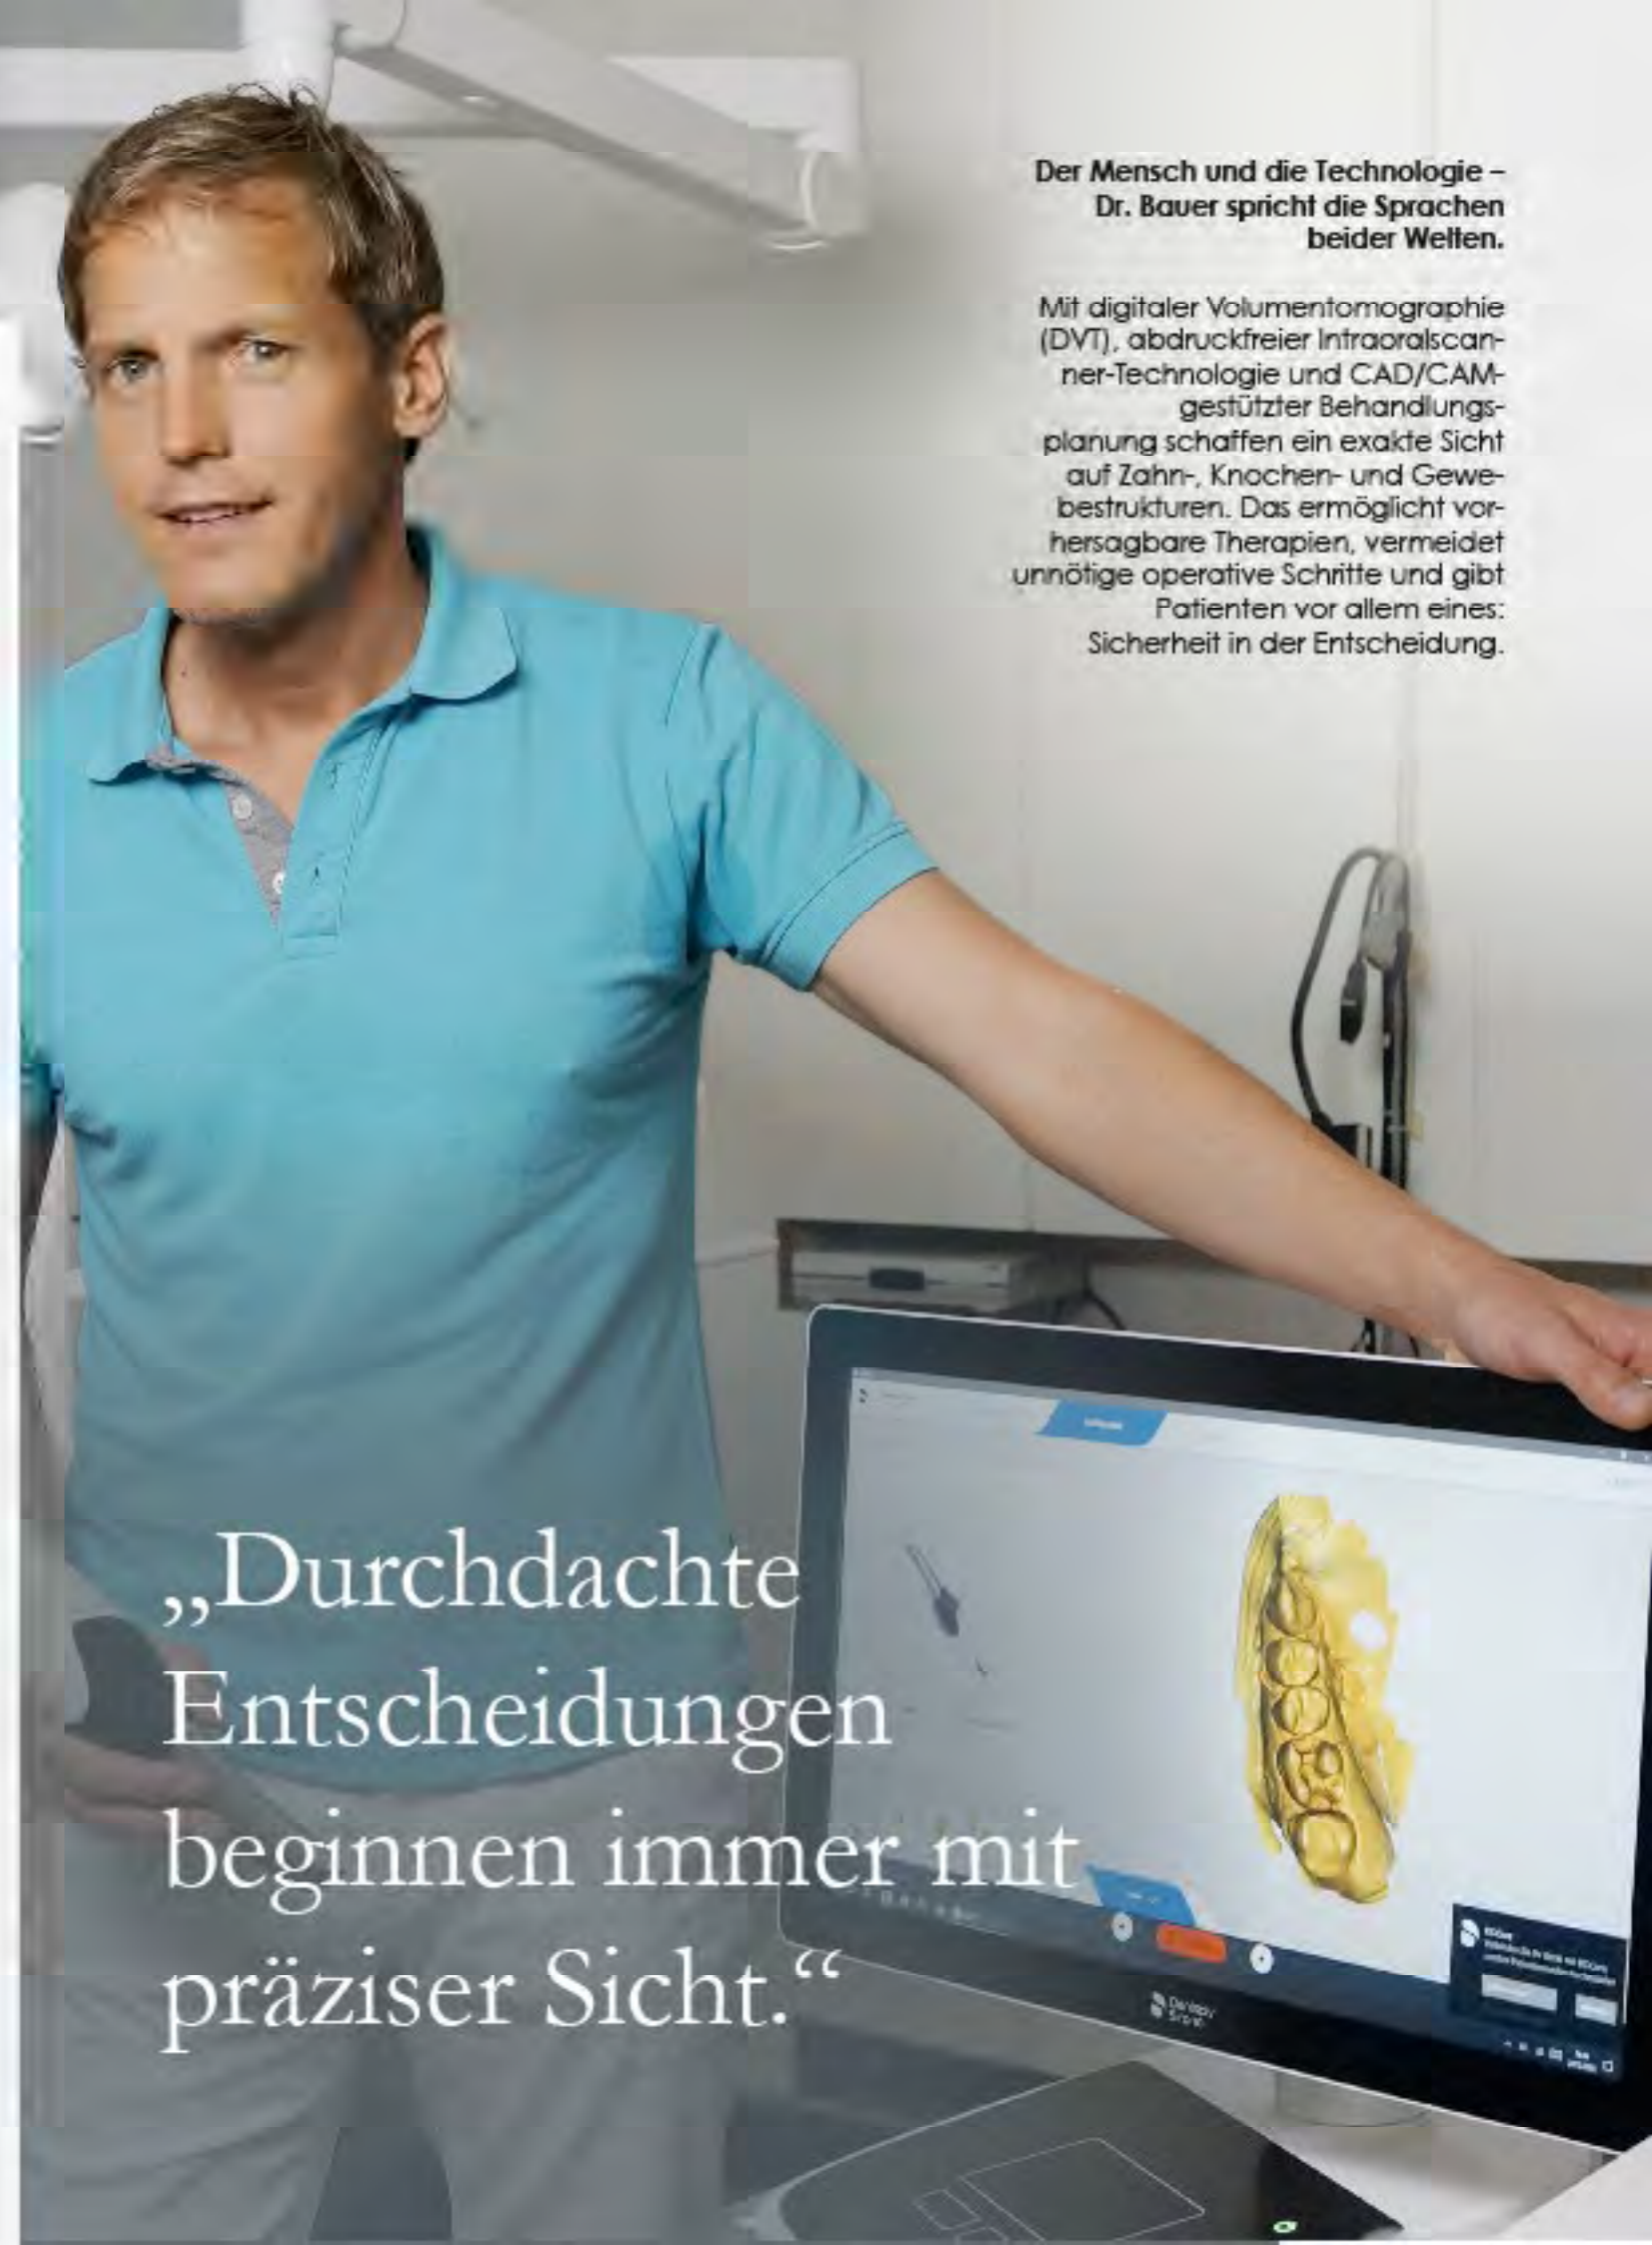 Der Mensch und die Technologie –
Dr. Bauer spricht die Sprachen
beider Welten.
Mit digitaler Volumentomographie
(DVT), abdruckfreier Intraoralscan-
ner-Technologie und CAD/CAM-
gestützter Behandlungs-
planung schaffen ein exakte Sicht
auf Zahn-, Knochen- und Gewe-
bestrukturen. Das ermöglicht vor-
hersagbare Therapien, vermeidet
unnötige operative Schritte und gibt
Patienten vor allem eines:
Sicherheit in der Entscheidung.
„Durchdachte
Entscheidungen
beginnen immer mit
präziser Sicht.“
Dentsply
Sirona